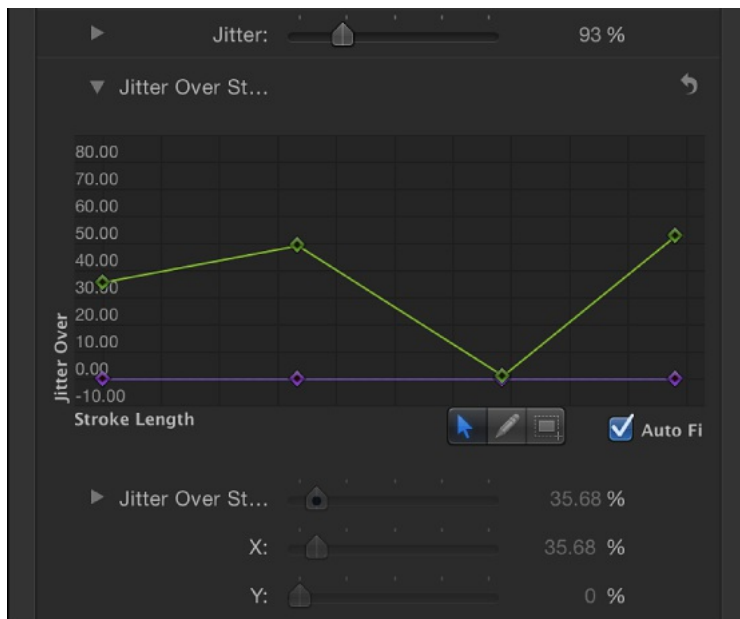 Jitter: 93 %
Jitter Over St...
80.00
70.00
60.00
50.00
40.00
30.00
20.00
10.00
0.00
-10.00
Jitter Over
Stroke Length
Auto Fi
Jitter Over St... 35.68 %
X: 35.68 %
Y: 0 %